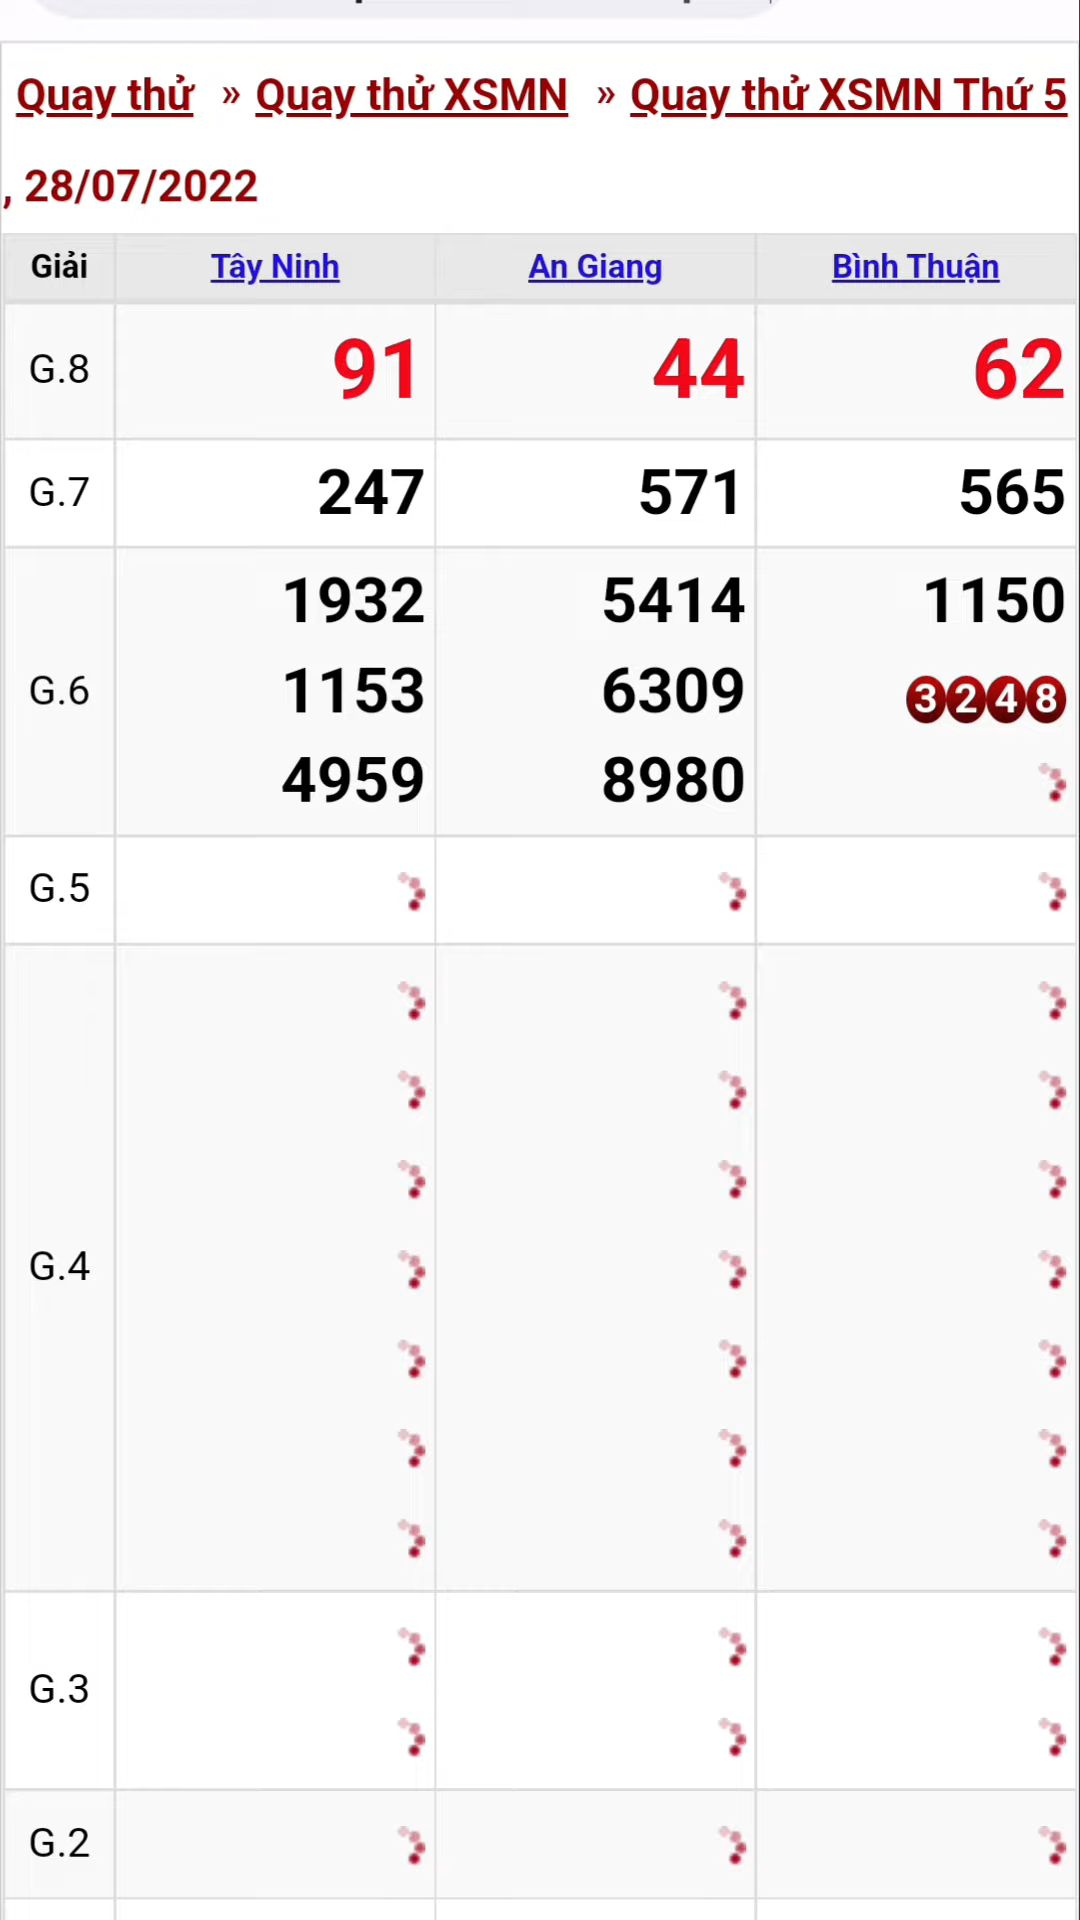 Quay thử » Quay thử XSMN » Quay thử XSMN Thứ 5
, 28/07/2022
Giải Tây Ninh An Giang Bình Thuận
G.8 91 44 62
G.7 247 571 565
G.6 1932 5414 1150
1153 6309 3248
4959 8980
G.5
G.4
G.3
G.2